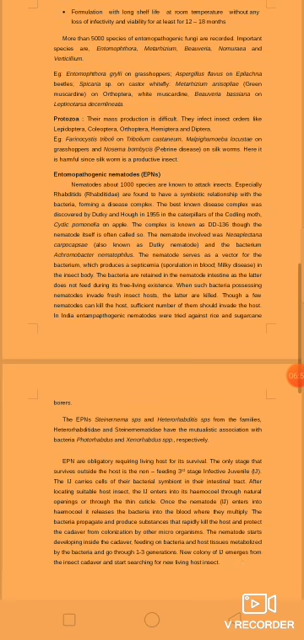 • Formulation with long shelf life at room temperature without any
loss of infectivity and viability for at least for 12 – 18 months
More than 5000 species of entomopathogenic fungi are recorded. Important
species are, Entomophthora, Metarhizium, Beauveria, Nomuraea and
Verticillium.
Eg Entomophthora grylli on grasshoppers; Aspergillus flavus on Epilachna
beetles; Spicaria sp. on castor whitefly. Metarhizium anisopliae (Green
muscardine) on Orthoptera, white muscardine, Beauveria bassiana on
Leptinotarus decemlineata.
Protozoa : Their mass production is difficult. They infect insect orders like
Lepidoptera, Coleoptera, Orthoptera, Hemiptera and Diptera.
Eg. Farinocystis triboli on Tribolium castaneum. Malpighamoeba locustae on
grasshoppers and Nosema bombycis (Pebrine disease) on silk worms. Here it
is harmful since silk worm is a productive insect.
Entomopathogenic nematodes (EPNs)
Nematodes about 1000 species are known to attack insects. Especially
Rhabditids (Rhabditidae) are found to have a symbiotic relationship with the
bacteria, forming a disease complex. The best known disease complex was
discovered by Dutky and Hough in 1955 in the caterpillars of the Codling moth,
Cydic pomonella on apple. The complex is known as DD-136 though the
nematode itself is often called so. The nematode involved was Neoaplectana
carpocapsae (also known as Dutky nematode) and the bacterium
Achromobacter nematophilus. The nematode serves as a vector for the
bacterium, which produces a septicamia (sporulation in blood; Milky disease) in
the insect body. The bacteria are retained in the nematode intestine as the latter
does not feed during its free-living existence. When such bacteria possessing
nematodes invade fresh insect hosts, the latter are killed. Though a few
nematodes can kill the host, sufficient number of them should invade the host.
In India entampapthogenic nematodes were tried against rice and sugarcane
borers.
The EPNs Steinernema sps and Heterorhabditis sps from the families,
Heterorhabditidae and Steinernematidae have the mutualistic association with
bacteria Photorhabdus and Xenorhabdus spp., respectively.
EPN are obligatory requiring living host for its survival. The only stage that
survives outside the host is the non – feeding 3rd stage Infective Juvenile (IJ).
The IJ carries cells of their bacterial symbiont in their intestinal tract. After
locating suitable host insect, the IJ enters into its haemocoel through natural
openings or through the thin cuticle. Once the nematode (IJ) enters into
haemocoel it releases the bacteria into the blood where they multiply. The
bacteria propagate and produce substances that rapidly kill the host and protect
the cadaver from colonization by other micro organisms. The nematode starts
developing inside the cadaver, feeding on bacteria and host tissues metabolized
by the bacteria and go through 1-3 generations. New colony of IJ emerges from
the insect cadaver and start searching for new living host insect.
V RECORDER